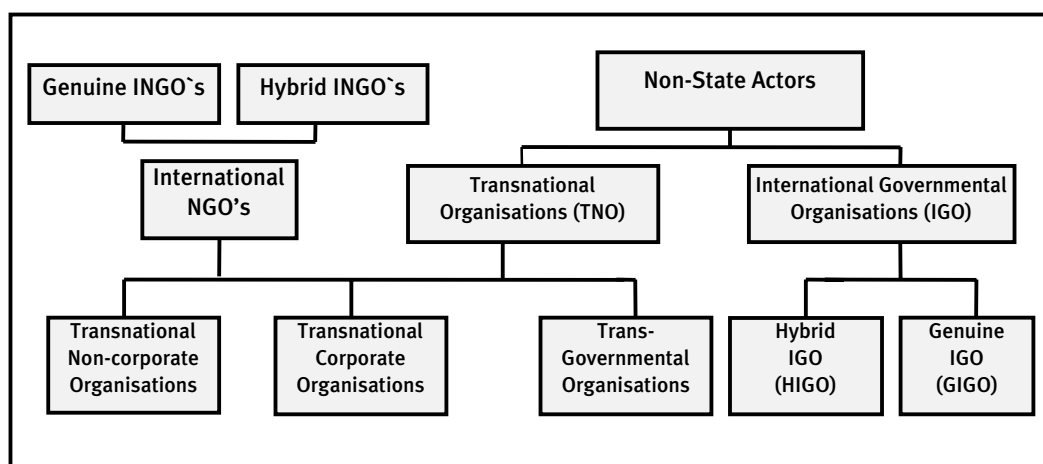 Genuine INGO`s
Hybrid INGO`s
Non-State Actors
International
NGO’s
Transnational
Organisations (TNO)
International Governmental
Organisations (IGO)
Transnational
Non-corporate
Organisations
Transnational
Corporate
Organisations
Trans-
Governmental
Organisations
Hybrid
IGO
(HIGO)
Genuine
IGO
(GIGO)